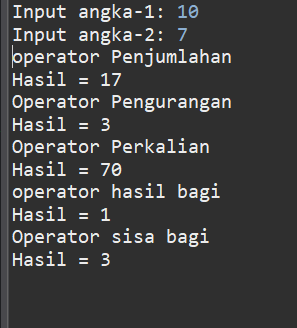 Input angka-1: 10
Input angka-2: 7
operator Penjumlahan
Hasil = 17
Operator Pengurangan
Hasil = 3
Operator Perkalian
Hasil = 70
operator hasil bagi
Hasil = 1
Operator sisa bagi
Hasil = 3